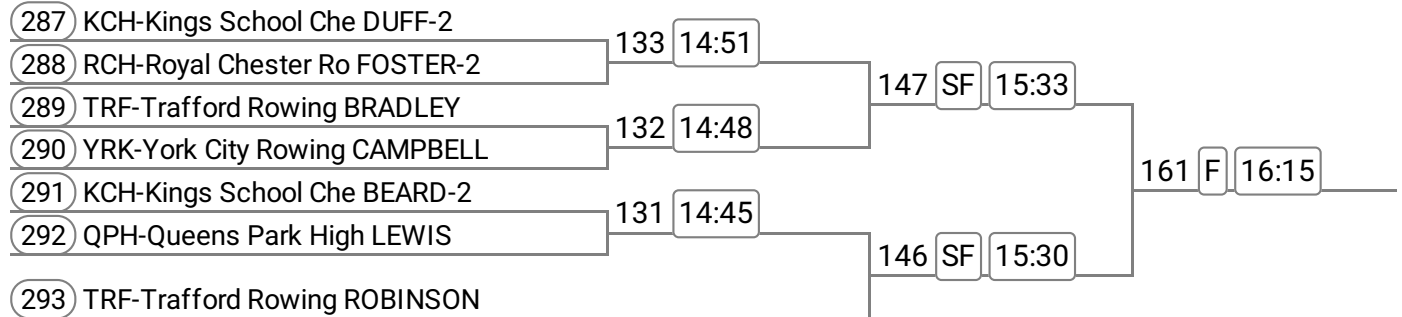 287 KCH-Kings School Che DUFF-2
133 14:51
288 RCH-Royal Chester Ro FOSTER-2
147 SF 15:33
289 TRF-Trafford Rowing BRADLEY
132 14:48
290 YRK-York City Rowing CAMPBELL
161 F 16:15
291 KCH-Kings School Che BEARD-2
131 14:45
292 QPH-Queens Park High LEWIS
146 SF 15:30
293 TRF-Trafford Rowing ROBINSON